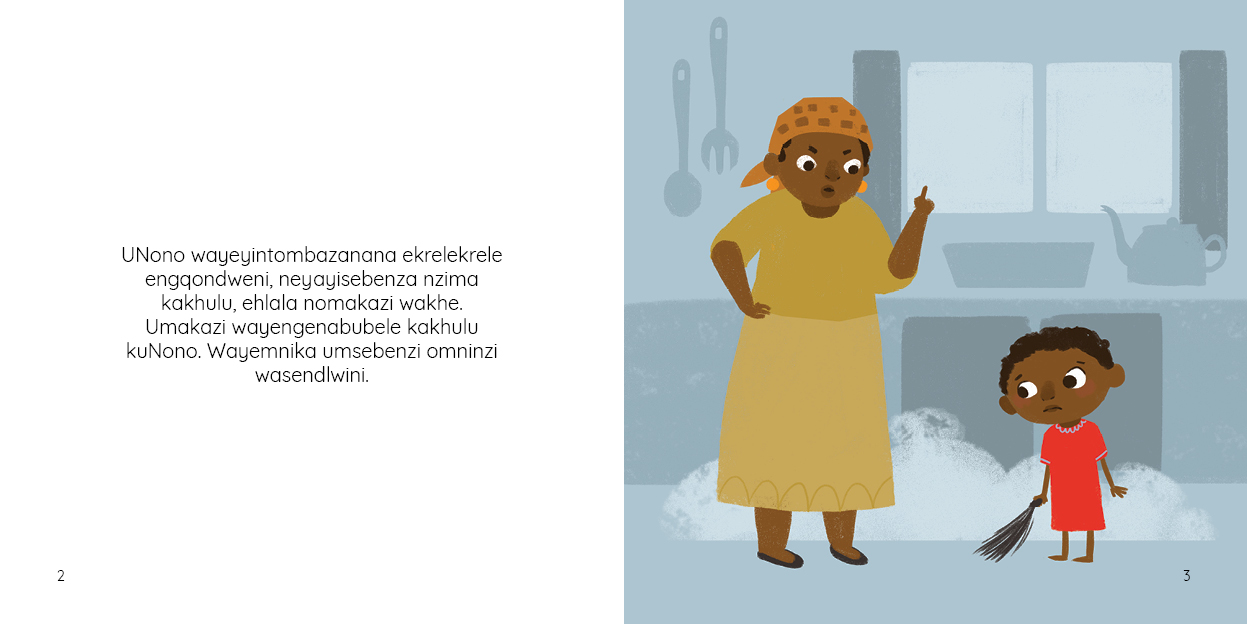 UNono wayeyintombazanana ekrelekrele
engqondweni, neyayisebenza nzima
kakhulu, ehlala nomakazi wakhe.
Umakazi wayengenabubele kakhulu
kuNono. Wayemnika umsebenzi omninzi
wasendlwini.
2
3